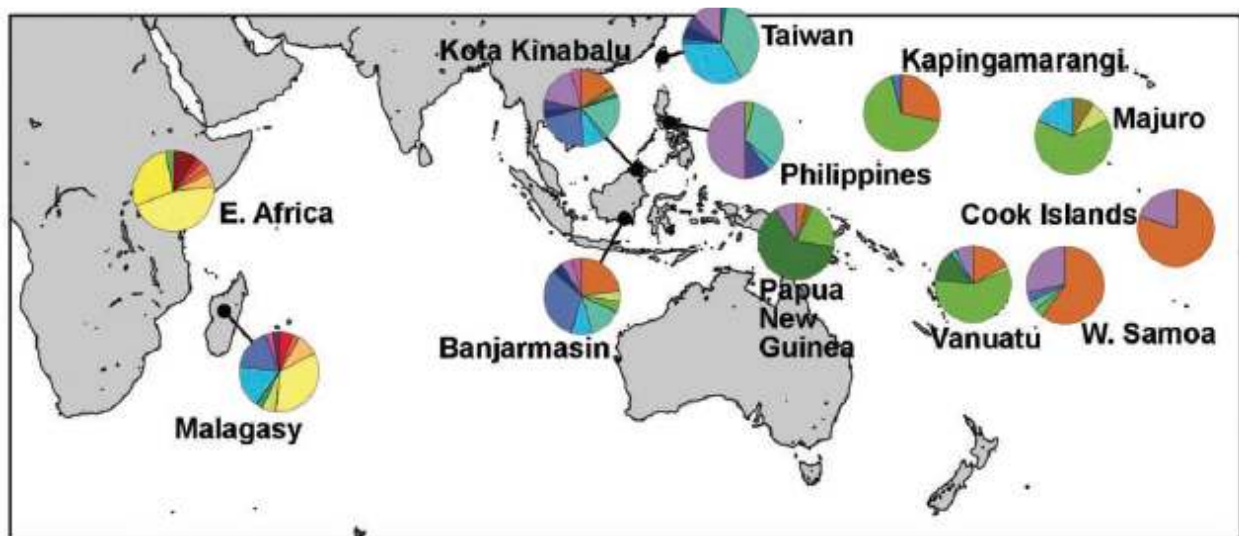 Kota Kinabalu
Taiwan
Kapingamarangi
Majuro
Philippines
E. Africa
Cook Islands
Papua
New
Guinea
Vanuatu
W. Samoa
Banjarmasin
Malagasy